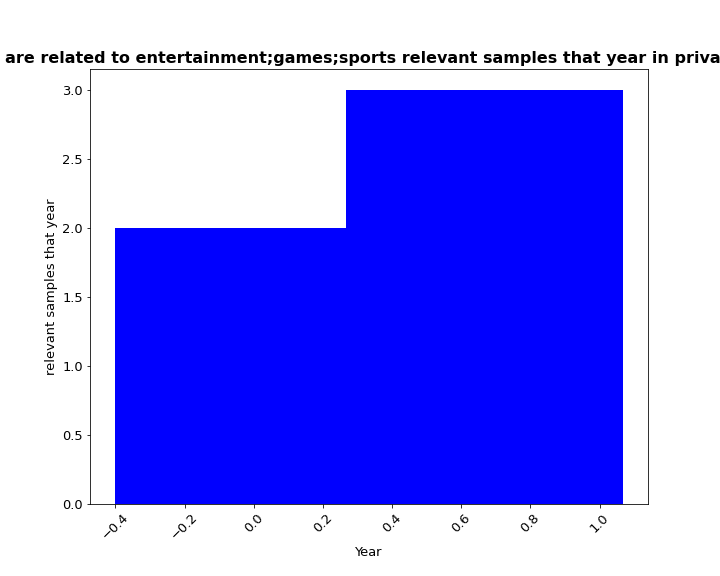 are related to entertainment;games;sports relevant samples that year in priva
3.0
2.5
2.0
1.5
1.0
0.5
0.0
relevant samples that year
−0.4 −0.2 0.0 0.2 0.4 0.6 0.8 1.0
Year